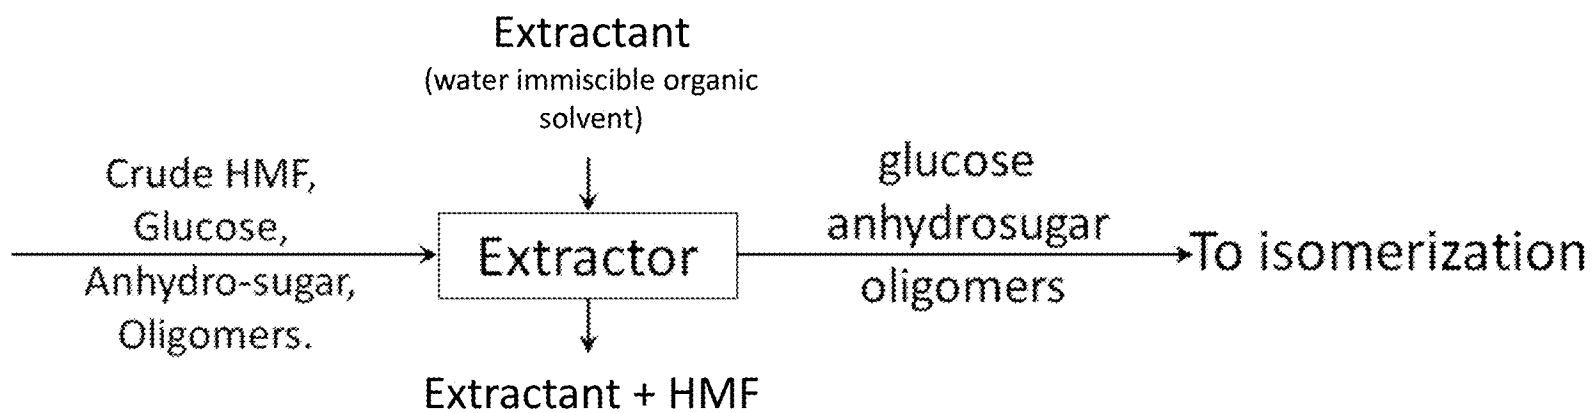 Extractant
(water immiscible organic
solvent)
Crude HMF,
Glucose,
Anhydro-sugar,
Oligomers.
Extractor
glucose
anhydrosugar
oligomers
To isomerization
Extractant + HMF